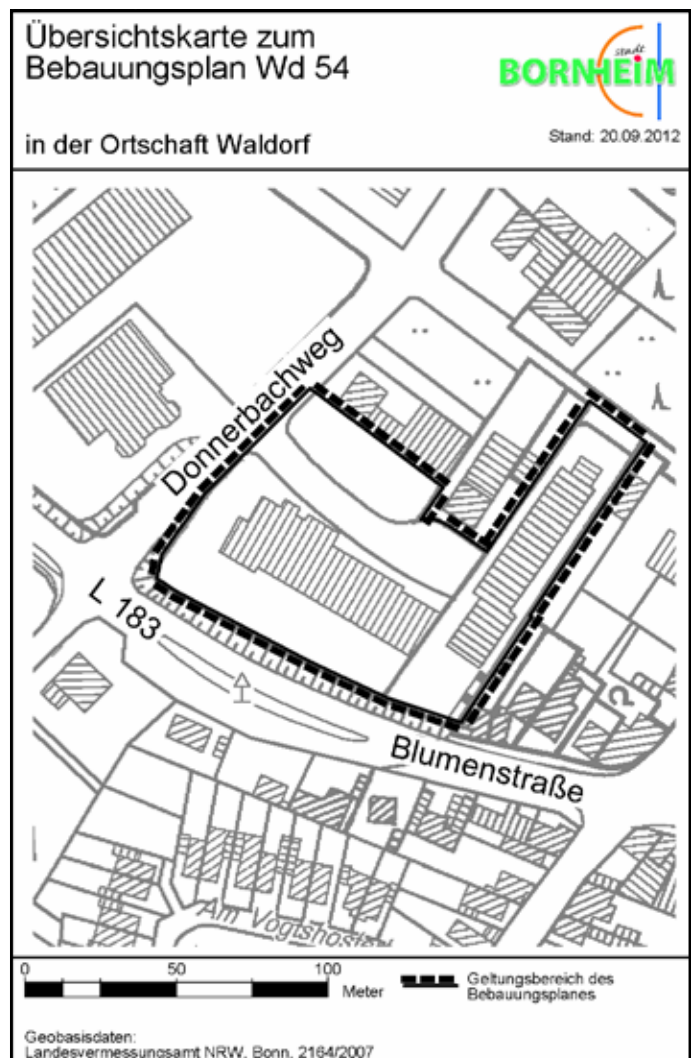 Übersichtskarte zum
Bebauungsplan Wd 54
stadt
BORNHEIM
in der Ortschaft Waldorf
Stand: 20.09.2012
Donnerbachweg
L 183
Blumenstraße
Am
0 50 100
Meter
Geltungsbereich des
Bebauungsplanes
Geobasisdaten:
Landesvermessungsamt NRW, Bonn, 2164/2007